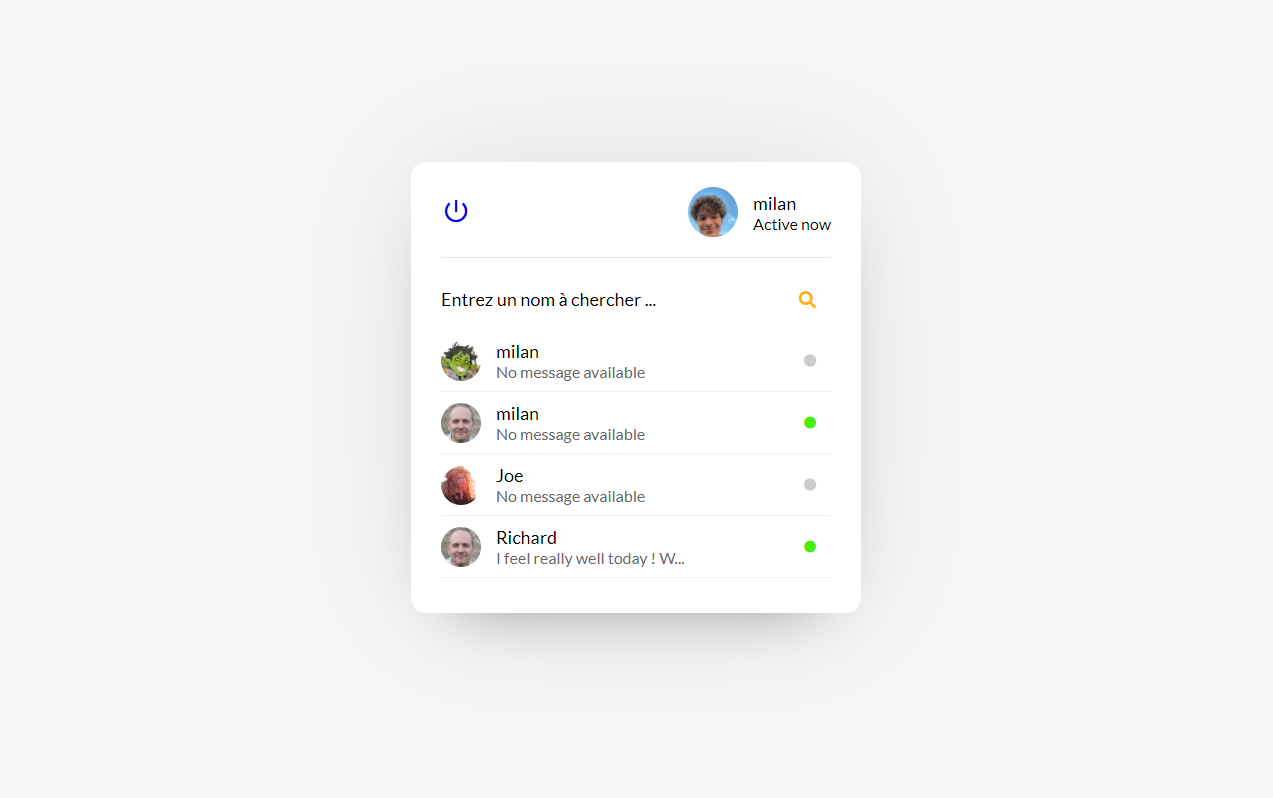 milan
Active now
Entrez un nom à chercher ...
milan
No message available
milan
No message available
Joe
No message available
Richard
I feel really well today ! W...